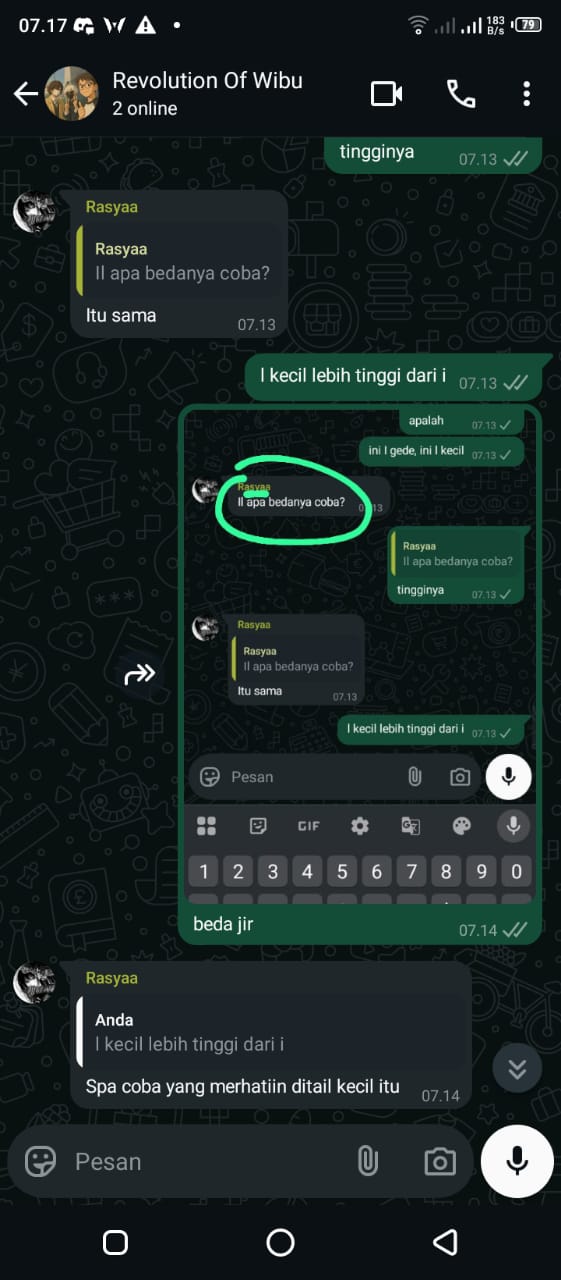 07.17
183
B/s
79
Revolution Of Wibu
2 online
tingginya 07.13
Rasyaa
Rasyaa
Il apa bedanya coba?
Itu sama 07.13
l kecil lebih tinggi dari i 07.13
apalah 07.13
ini I gede, ini l kecil 07.13
Rasyaa
Il apa bedanya coba?
Rasyaa
Il apa bedanya coba?
tingginya 07.13
Rasyaa
Rasyaa
Il apa bedanya coba?
Itu sama 07.13
l kecil lebih tinggi dari i 07.13
Pesan
GIF
1 2 3 4 5 6 7 8 9 0
beda jir 07.14
Rasyaa
Anda
l kecil lebih tinggi dari i
Spa coba yang merhatiin ditail kecil itu 07.14
Pesan